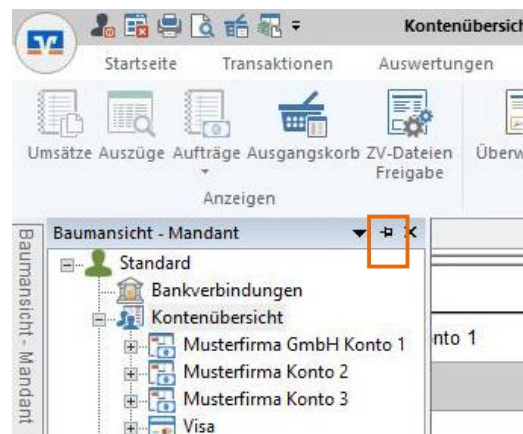 Kontenübersich
Startseite Transaktionen Auswertungen
Umsätze Auszüge Aufträge Ausgangskorb ZV-Dateien Freigabe Überw
Anzeigen
Baumansicht - Mandant
Baumansicht - Mandant
Standard
Bankverbindungen
Kontenübersicht
Musterfirma GmbH Konto 1
nto 1
Musterfirma Konto 2
Musterfirma Konto 3
Visa